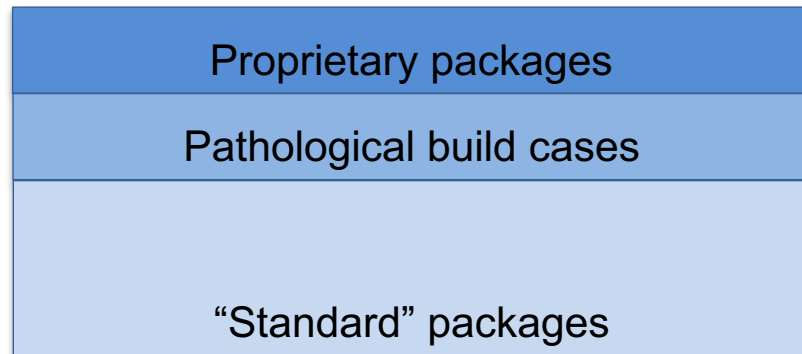 Proprietary packages
Pathological build cases
“Standard” packages